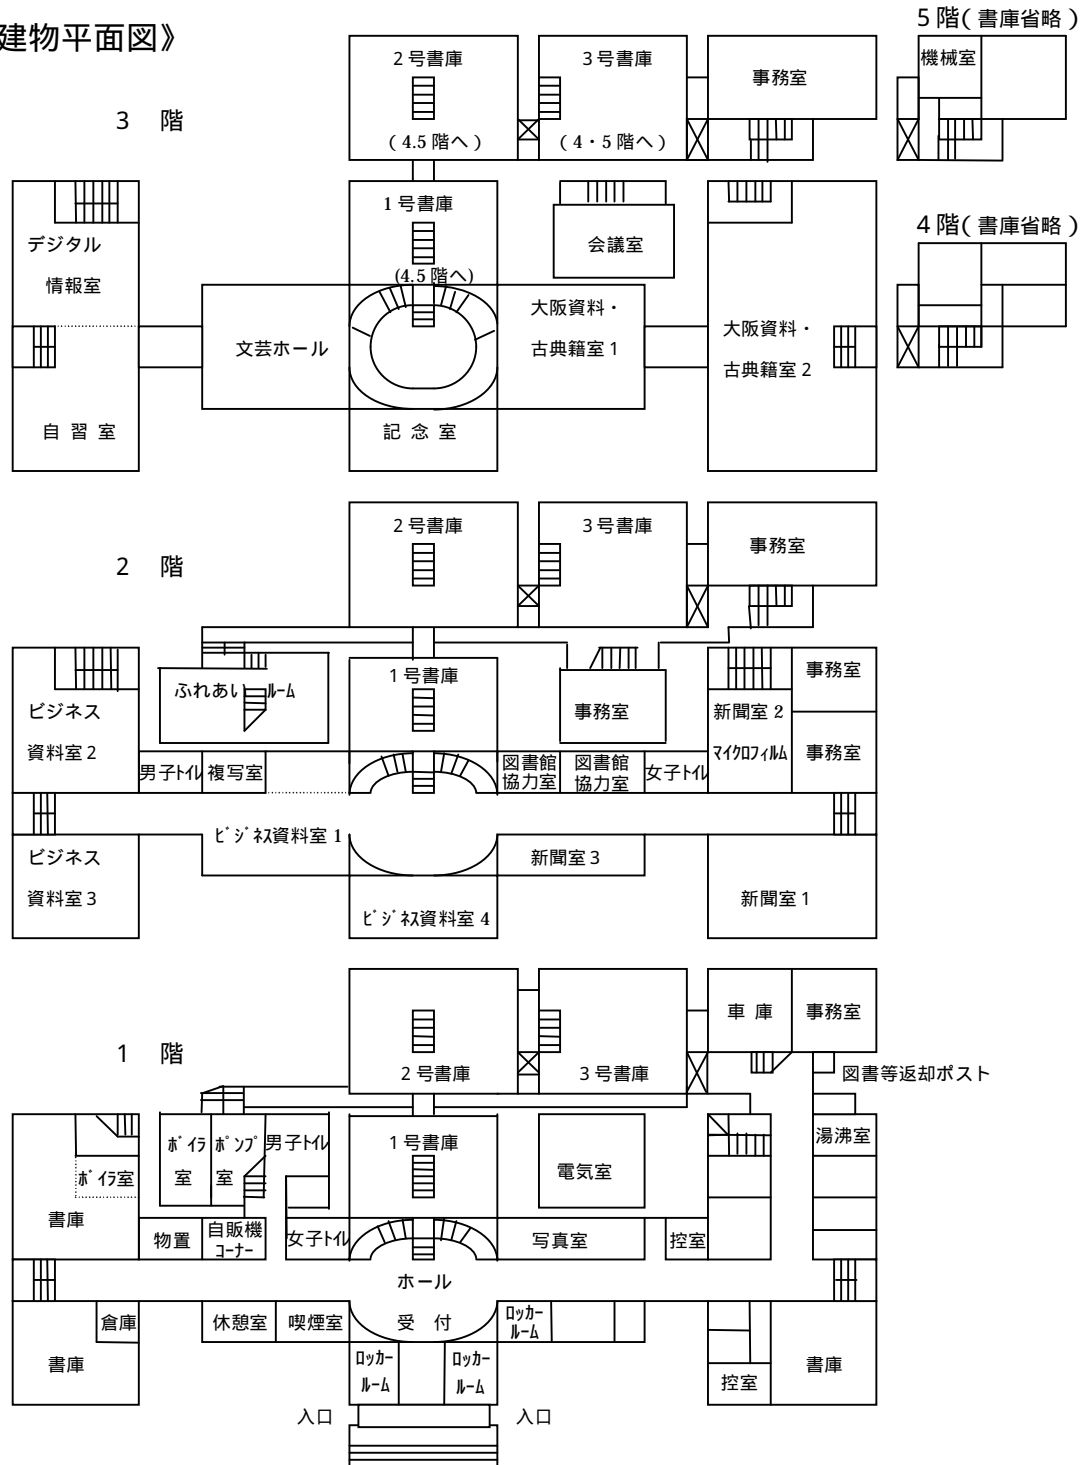 建物平面図》
5 階( 書庫省略 )
2 号書庫
3 号書庫
事務室
機械室
3 階
( 4.5 階へ )
( 4・5 階へ )
1 号書庫
4 階( 書庫省略 )
デジタル
会議室
情報室
(4.5 階へ)
大阪資料・
大阪資料・
文芸ホール
古典籍室 1
古典籍室 2
自 習 室
記 念 室
2 号書庫
3 号書庫
事務室
2 階
ふれあい ルーム
1 号書庫
事務室
ビジネス
事務室
新聞室 2
資料室 2
マイクロフィルム
事務室
男子トイレ
複写室
図書館
協力室
図書館
協力室
女子トイレ
ビジネス資料室 1
ビジネス
新聞室 3
資料室 3
新聞室 1
ビジネス資料室 4
車 庫
事務室
1 階
2 号書庫
3 号書庫
図書等返却ポスト
ボイラ
室
ポンプ
室
男子トイレ
1 号書庫
湯沸室
ボイラ室
電気室
書庫
物置
自販機
コーナー
女子トイレ
写真室
控室
ホール
倉庫
休憩室
喫煙室
受 付
ロッカー
ルーム
書庫
ロッカー
ルーム
ロッカー
ルーム
書庫
控室
入口
入口